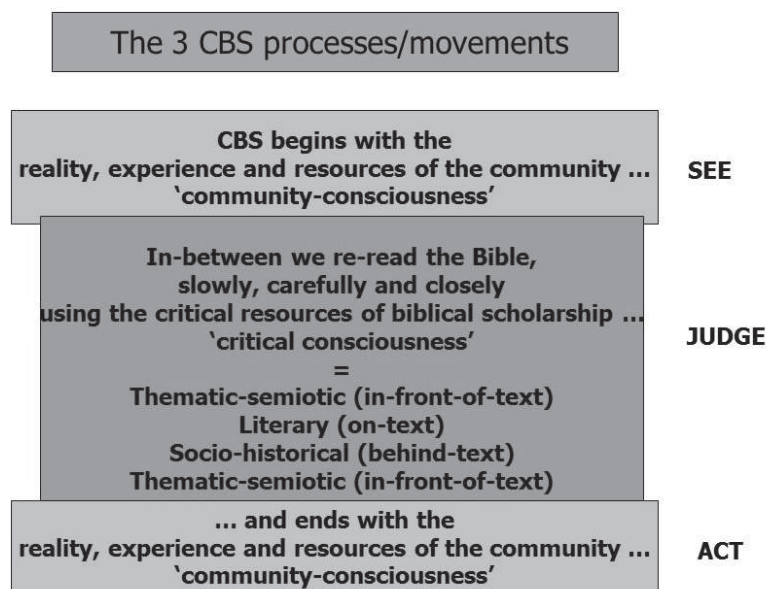 The 3 CBS processes/movements
CBS begins with the
reality, experience and resources of the community ...
‘community-consciousness’
SEE
In-between we re-read the Bible,
slowly, carefully and closely
using the critical resources of biblical scholarship ...
‘critical consciousness’
=
Thematic-semiotic (in-front-of-text)
Literary (on-text)
Socio-historical (behind-text)
Thematic-semiotic (in-front-of-text)
JUDGE
... and ends with the
reality, experience and resources of the community ...
‘community-consciousness’
ACT